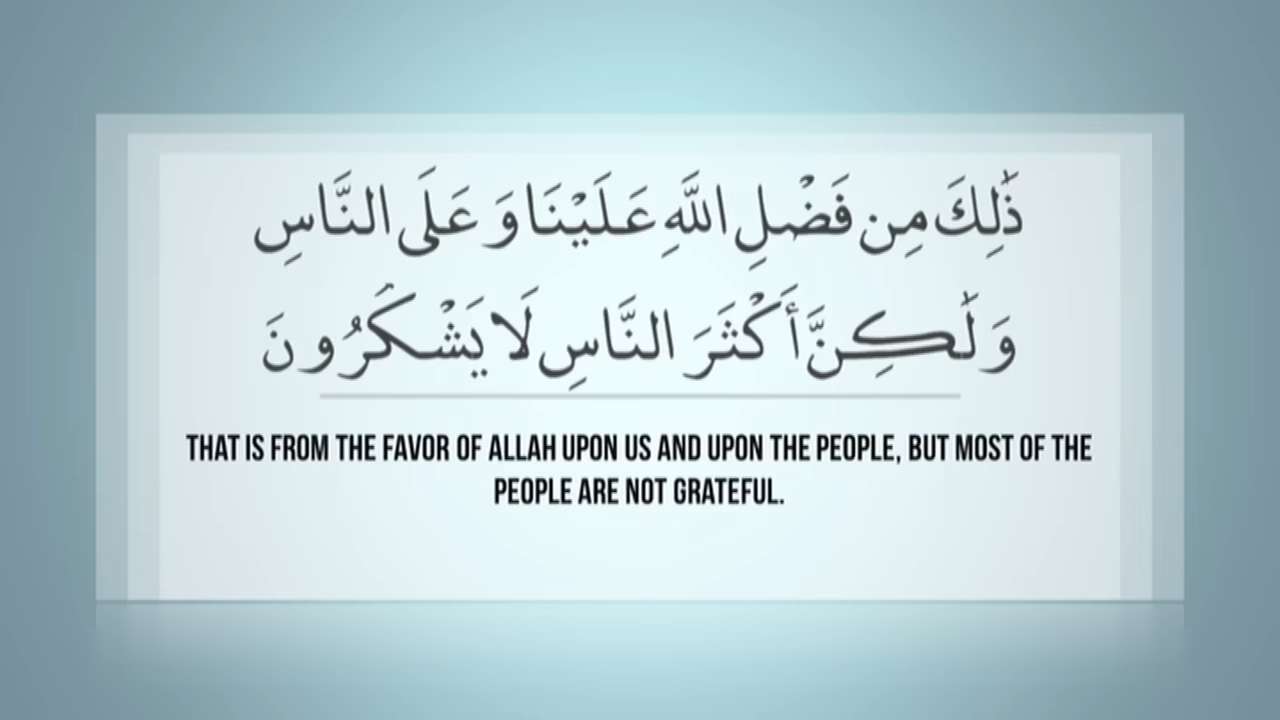 ذَٰلِكَ مِن فَضْلِ اللَّهِ عَلَيْنَا وَعَلَى النَّاسِ
وَلَٰكِنَّ أَكْثَرَ النَّاسِ لَا يَشْكُرُونَ
THAT IS FROM THE FAVOR OF ALLAH UPON US AND UPON THE PEOPLE, BUT MOST OF THE
PEOPLE ARE NOT GRATEFUL.